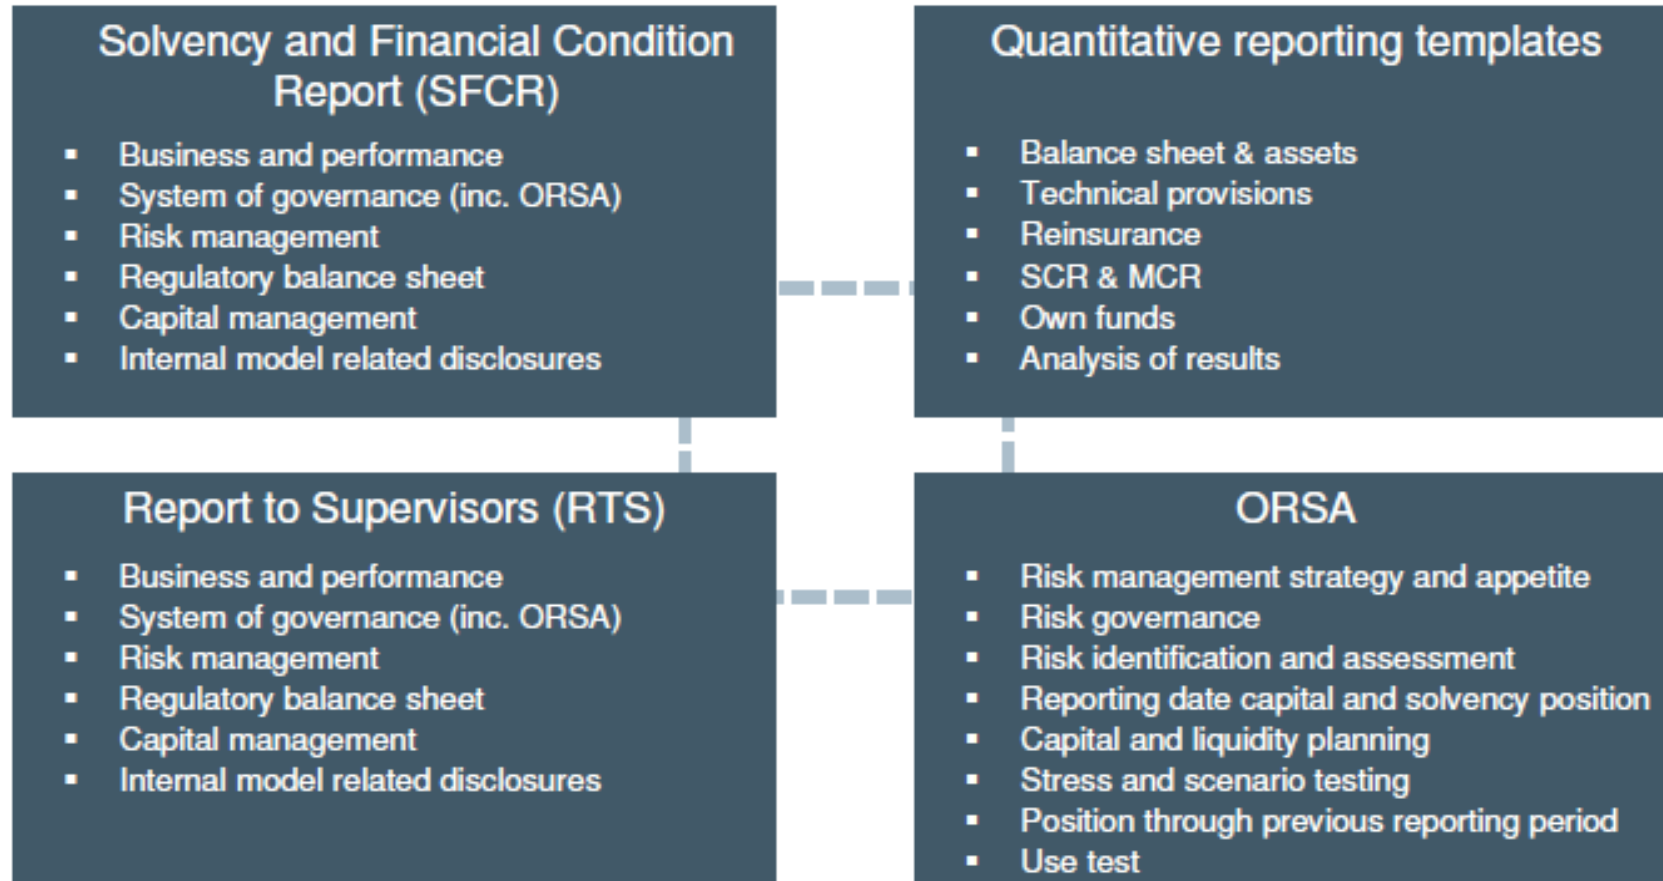 Solvency and Financial Condition
Report (SFCR)
▪ Business and performance
▪ System of governance (inc. ORSA)
▪ Risk management
▪ Regulatory balance sheet
▪ Capital management
▪ Internal model related disclosures
Quantitative reporting templates
▪ Balance sheet & assets
▪ Technical provisions
▪ Reinsurance
▪ SCR & MCR
▪ Own funds
▪ Analysis of results
Report to Supervisors (RTS)
▪ Business and performance
▪ System of governance (inc. ORSA)
▪ Risk management
▪ Regulatory balance sheet
▪ Capital management
▪ Internal model related disclosures
ORSA
▪ Risk management strategy and appetite
▪ Risk governance
▪ Risk identification and assessment
▪ Reporting date capital and solvency position
▪ Capital and liquidity planning
▪ Stress and scenario testing
▪ Position through previous reporting period
▪ Use test